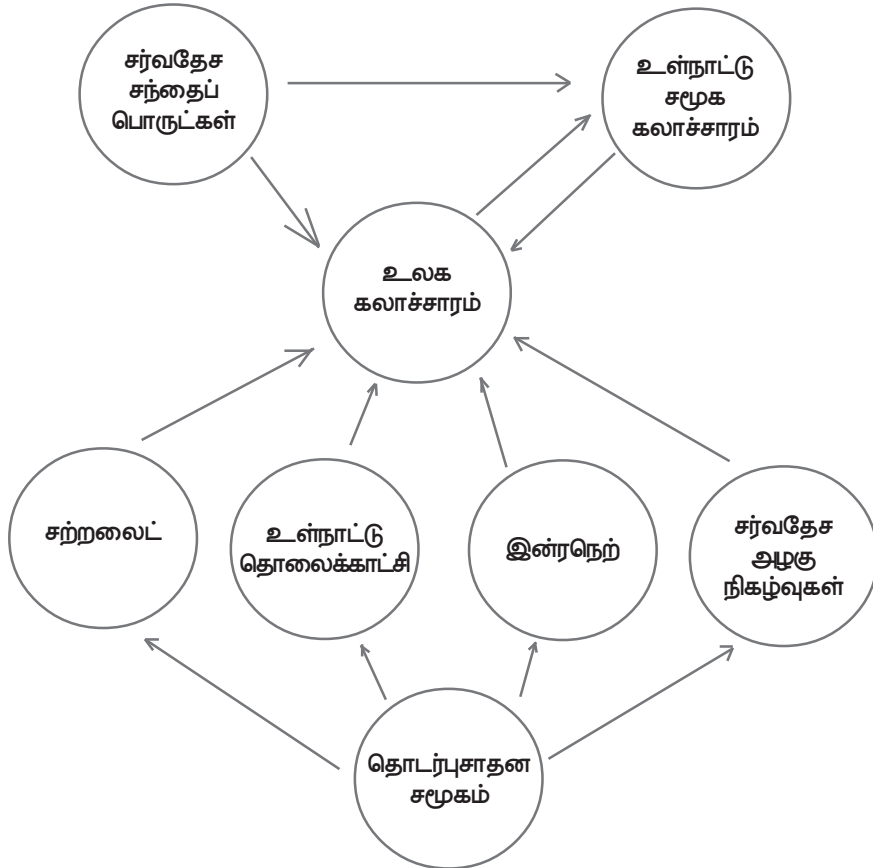 சர்வதேச
சந்தைப்
பொருட்கள்
உள்நாட்டு
சமூக
கலாச்சாரம்
உலக
கலாச்சாரம்
சற்றலைட்
உள்நாட்டு
தொலைக்காட்சி
இன்ரநெற்
சர்வதேச
அழகு
நிகழ்வுகள்
தொடர்புசாதன
சமூகம்